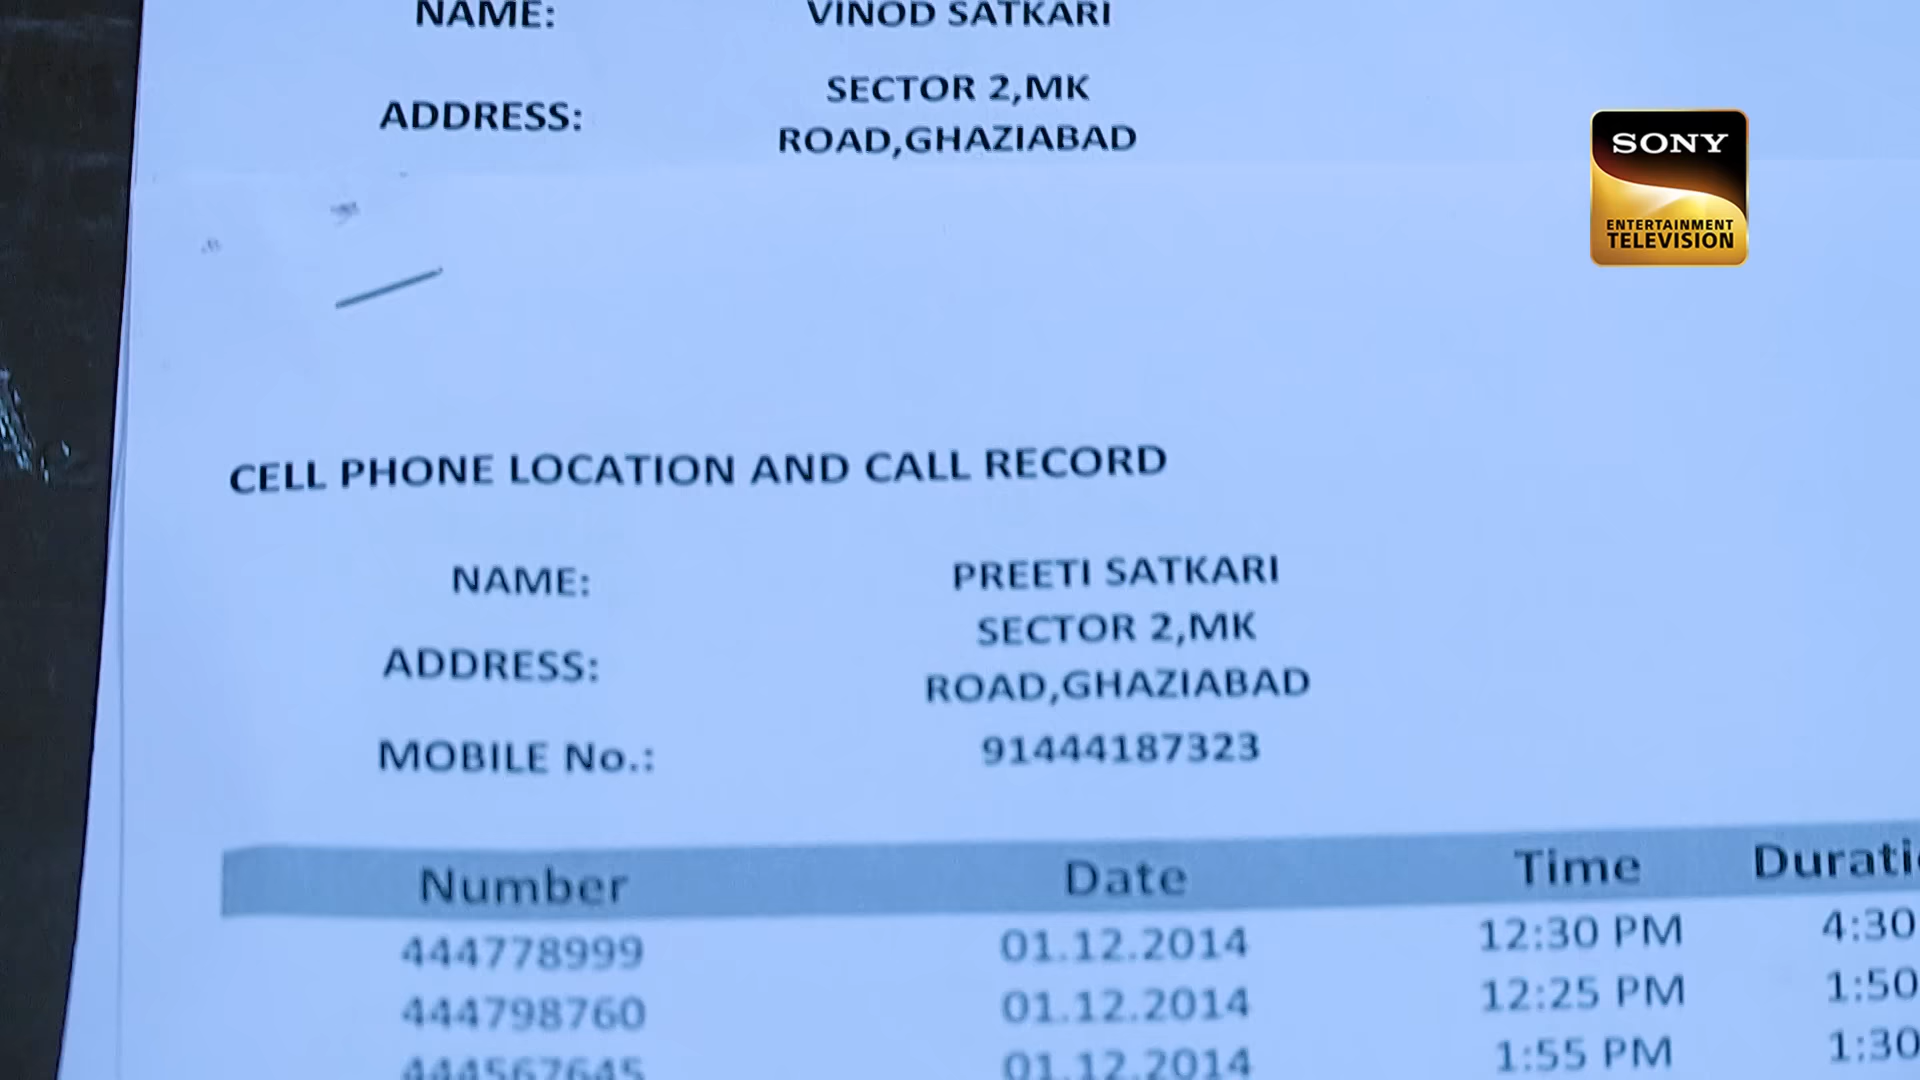 NAME: VINOD SATKARI
ADDRESS: SECTOR 2,MK
ROAD,GHAZIABAD
SONY
ENTERTAINMENT
TELEVISION
CELL PHONE LOCATION AND CALL RECORD
NAME: PREETI SATKARI
ADDRESS: SECTOR 2,MK
ROAD,GHAZIABAD
MOBILE No.: 91444187323
Number Date Time Durati
444778999 01.12.2014 12:30 PM 4:30
444798760 01.12.2014 12:25 PM 1:50
444567645 01.12.2014 1:55 PM 1:30